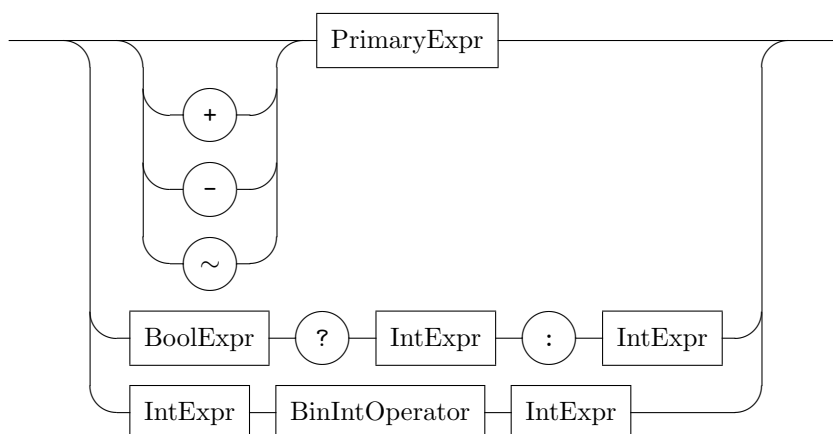 PrimaryExpr
+
-
~
BoolExpr ? IntExpr : IntExpr
IntExpr BinIntOperator IntExpr